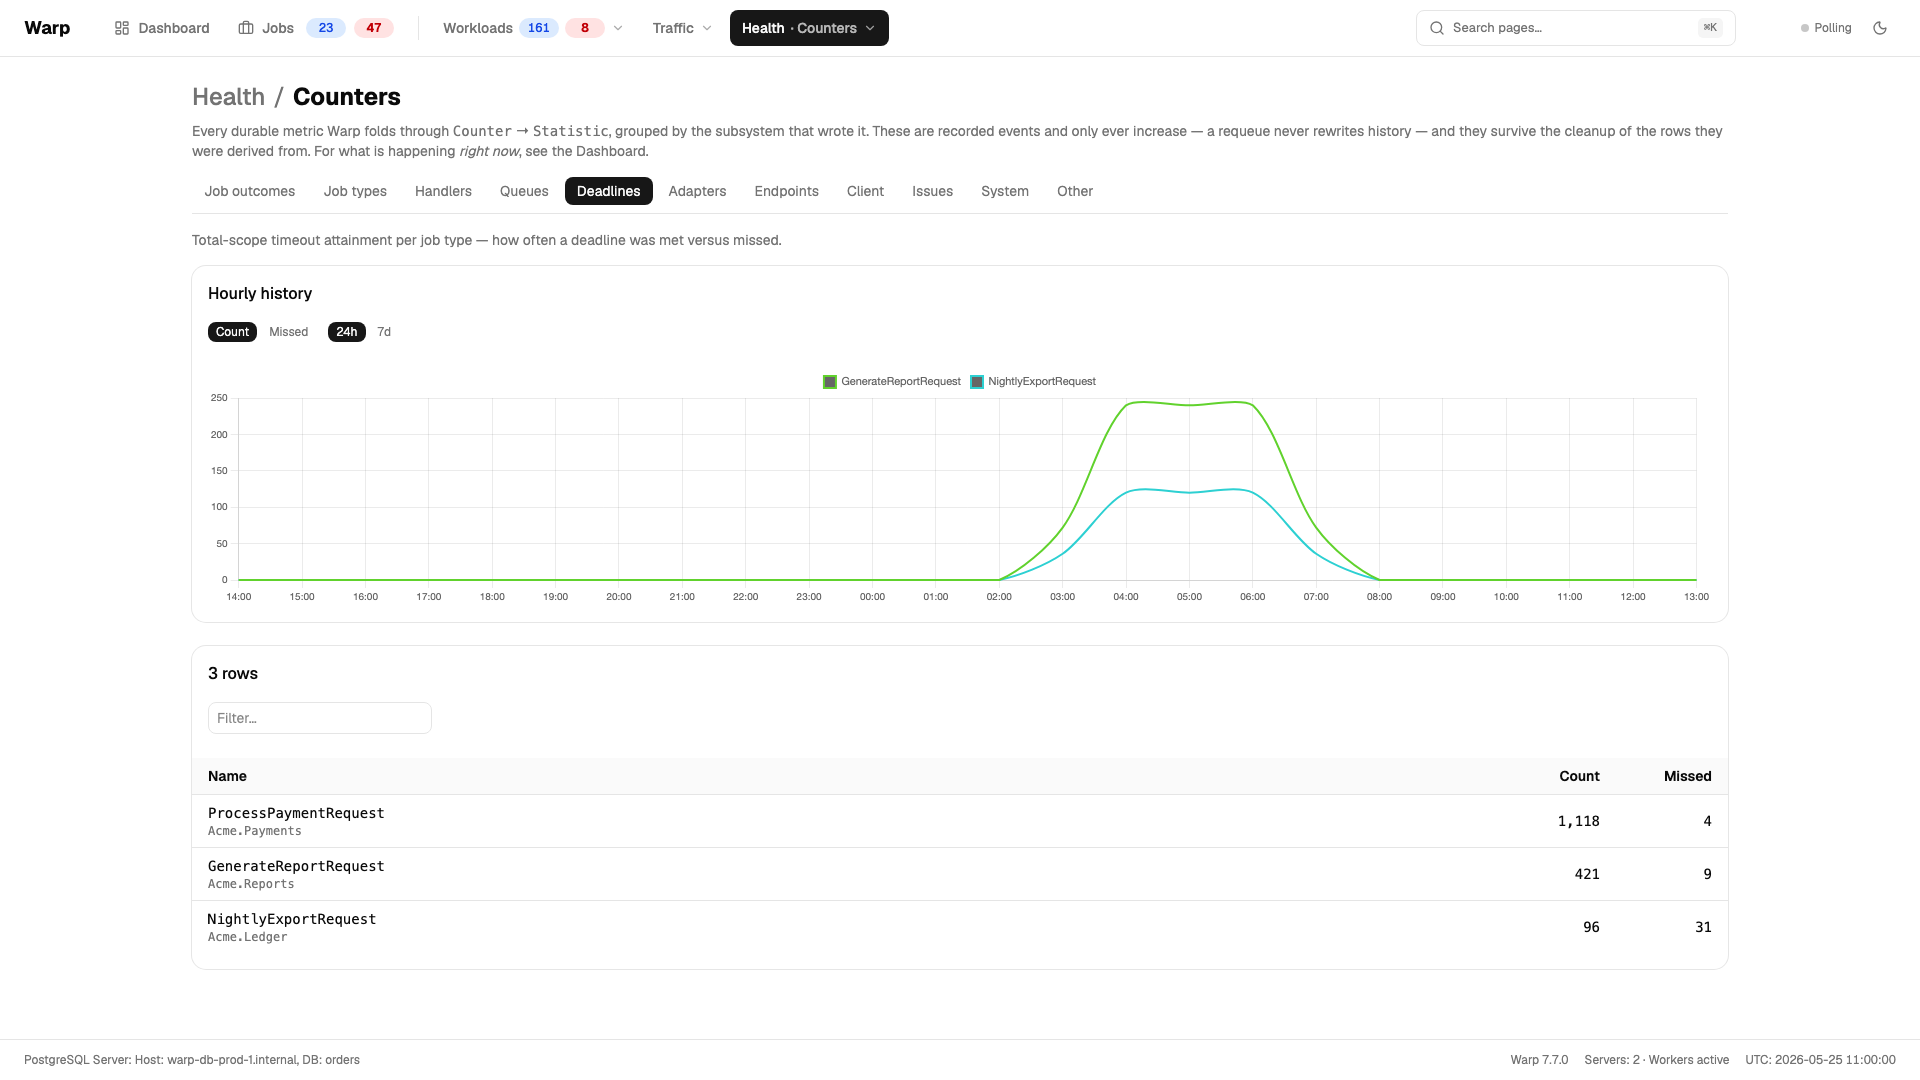 Warp
Dashboard
Jobs 23 47
Workloads 161 8
Traffic
Health · Counters
Search pages...
⌘K
Polling
Health / Counters
Every durable metric Warp folds through Counter → Statistic, grouped by the subsystem that wrote it. These are recorded events and only ever increase — a requeue never rewrites history — and they survive the cleanup of the rows they
were derived from. For what is happening right now, see the Dashboard.
Job outcomes Job types Handlers Queues Deadlines Adapters Endpoints Client Issues System Other
Total-scope timeout attainment per job type — how often a deadline was met versus missed.
Hourly history
Count Missed 24h 7d
GenerateReportRequest NightlyExportRequest
250
200
150
100
50
0
14:00 15:00 16:00 17:00 18:00 19:00 20:00 21:00 22:00 23:00 00:00 01:00 02:00 03:00 04:00 05:00 06:00 07:00 08:00 09:00 10:00 11:00 12:00 13:00
3 rows
Filter...
Name Count Missed
ProcessPaymentRequest 1,118 4
Acme.Payments
GenerateReportRequest 421 9
Acme.Reports
NightlyExportRequest 96 31
Acme.Ledger
PostgreSQL Server: Host: warp-db-prod-1.internal, DB: orders
Warp 7.7.0 Servers: 2 · Workers active UTC: 2026-05-25 11:00:00